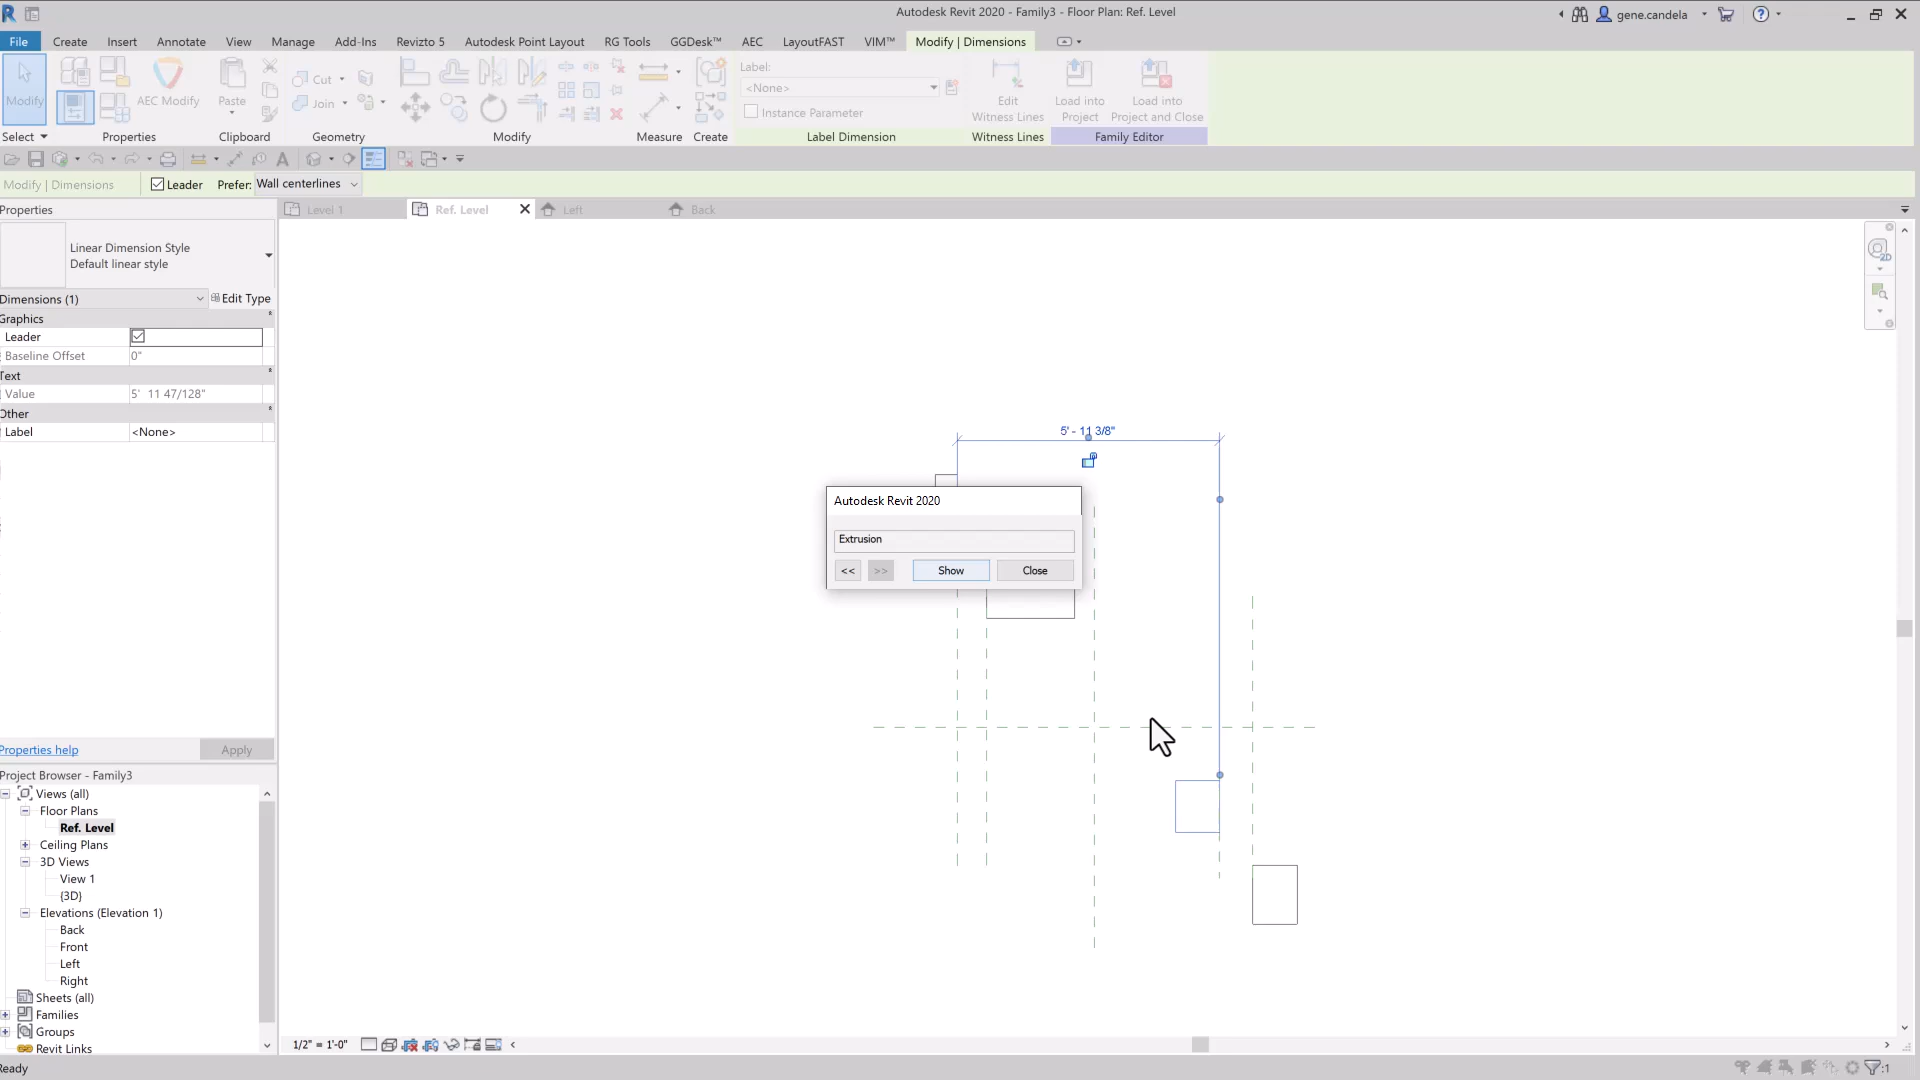 Autodesk Revit 2020 - Family3 - Floor Plan: Ref. Level
gene.candela
File Create Insert Annotate View Manage Add-Ins Revizto 5 Autodesk Point Layout RG Tools GGDesk™ AEC LayoutFAST VIM™ Modify | Dimensions
Modify
AEC Modify
Paste
Cut
Join
Label:
<None>
Instance Parameter
Edit
Witness Lines
Load into
Project
Load into
Project and Close
Select Properties Clipboard Geometry Modify Measure Create Label Dimension Witness Lines Family Editor
Modify | Dimensions Leader Prefer: Wall centerlines
Properties
Level 1 Ref. Level Left Back
Linear Dimension Style
Default linear style
Dimensions (1) Edit Type
Graphics
Leader
Baseline Offset 0"
Text
Value 5' 11 47/128"
Other
Label <None>
5' - 11 3/8"
Autodesk Revit 2020
Extrusion
<< >> Show Close
2D
Properties help Apply
Project Browser - Family3
Views (all)
Floor Plans
Ref. Level
Ceiling Plans
3D Views
View 1
{3D}
Elevations (Elevation 1)
Back
Front
Left
Right
Sheets (all)
Families
Groups
Revit Links
1/2" = 1'-0"
Ready
:1